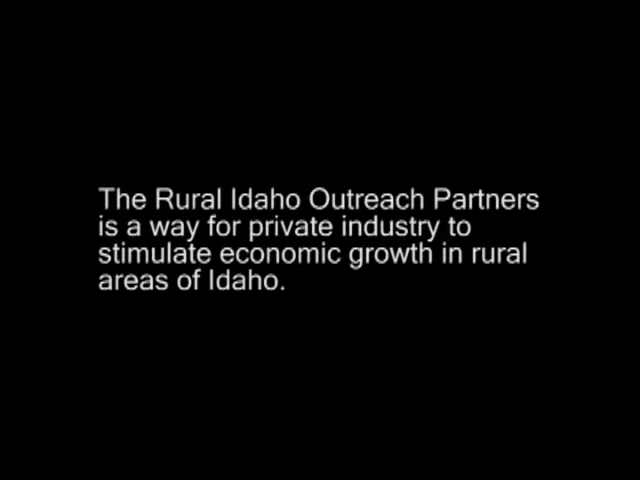 The Rural Idaho Outreach Partners
is a way for private industry to
stimulate economic growth in rural
areas of Idaho.